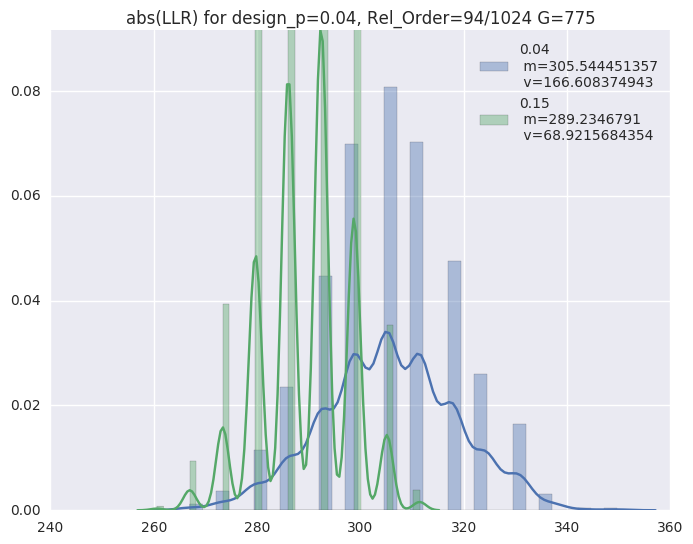 abs(LLR) for design_p=0.04, Rel_Order=94/1024 G=775
0.04
m=305.544451357
v=166.608374943
0.15
m=289.2346791
v=68.9215684354
0.08
0.06
0.04
0.02
0.00
240 260 280 300 320 340 360